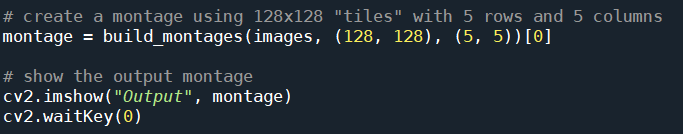 # create a montage using 128x128 "tiles" with 5 rows and 5 columns
montage = build_montages(images, (128, 128), (5, 5))[0]
# show the output montage
cv2.imshow("Output", montage)
cv2.waitKey(0)